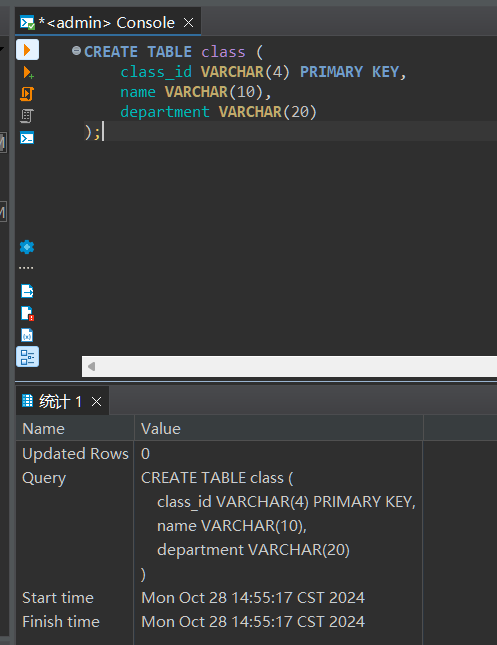 *<admin> Console
CREATE TABLE class (
class_id VARCHAR(4) PRIMARY KEY,
name VARCHAR(10),
department VARCHAR(20)
);
统计 1
Name Value
Updated Rows 0
Query CREATE TABLE class (
class_id VARCHAR(4) PRIMARY KEY,
name VARCHAR(10),
department VARCHAR(20)
)
Start time Mon Oct 28 14:55:17 CST 2024
Finish time Mon Oct 28 14:55:17 CST 2024